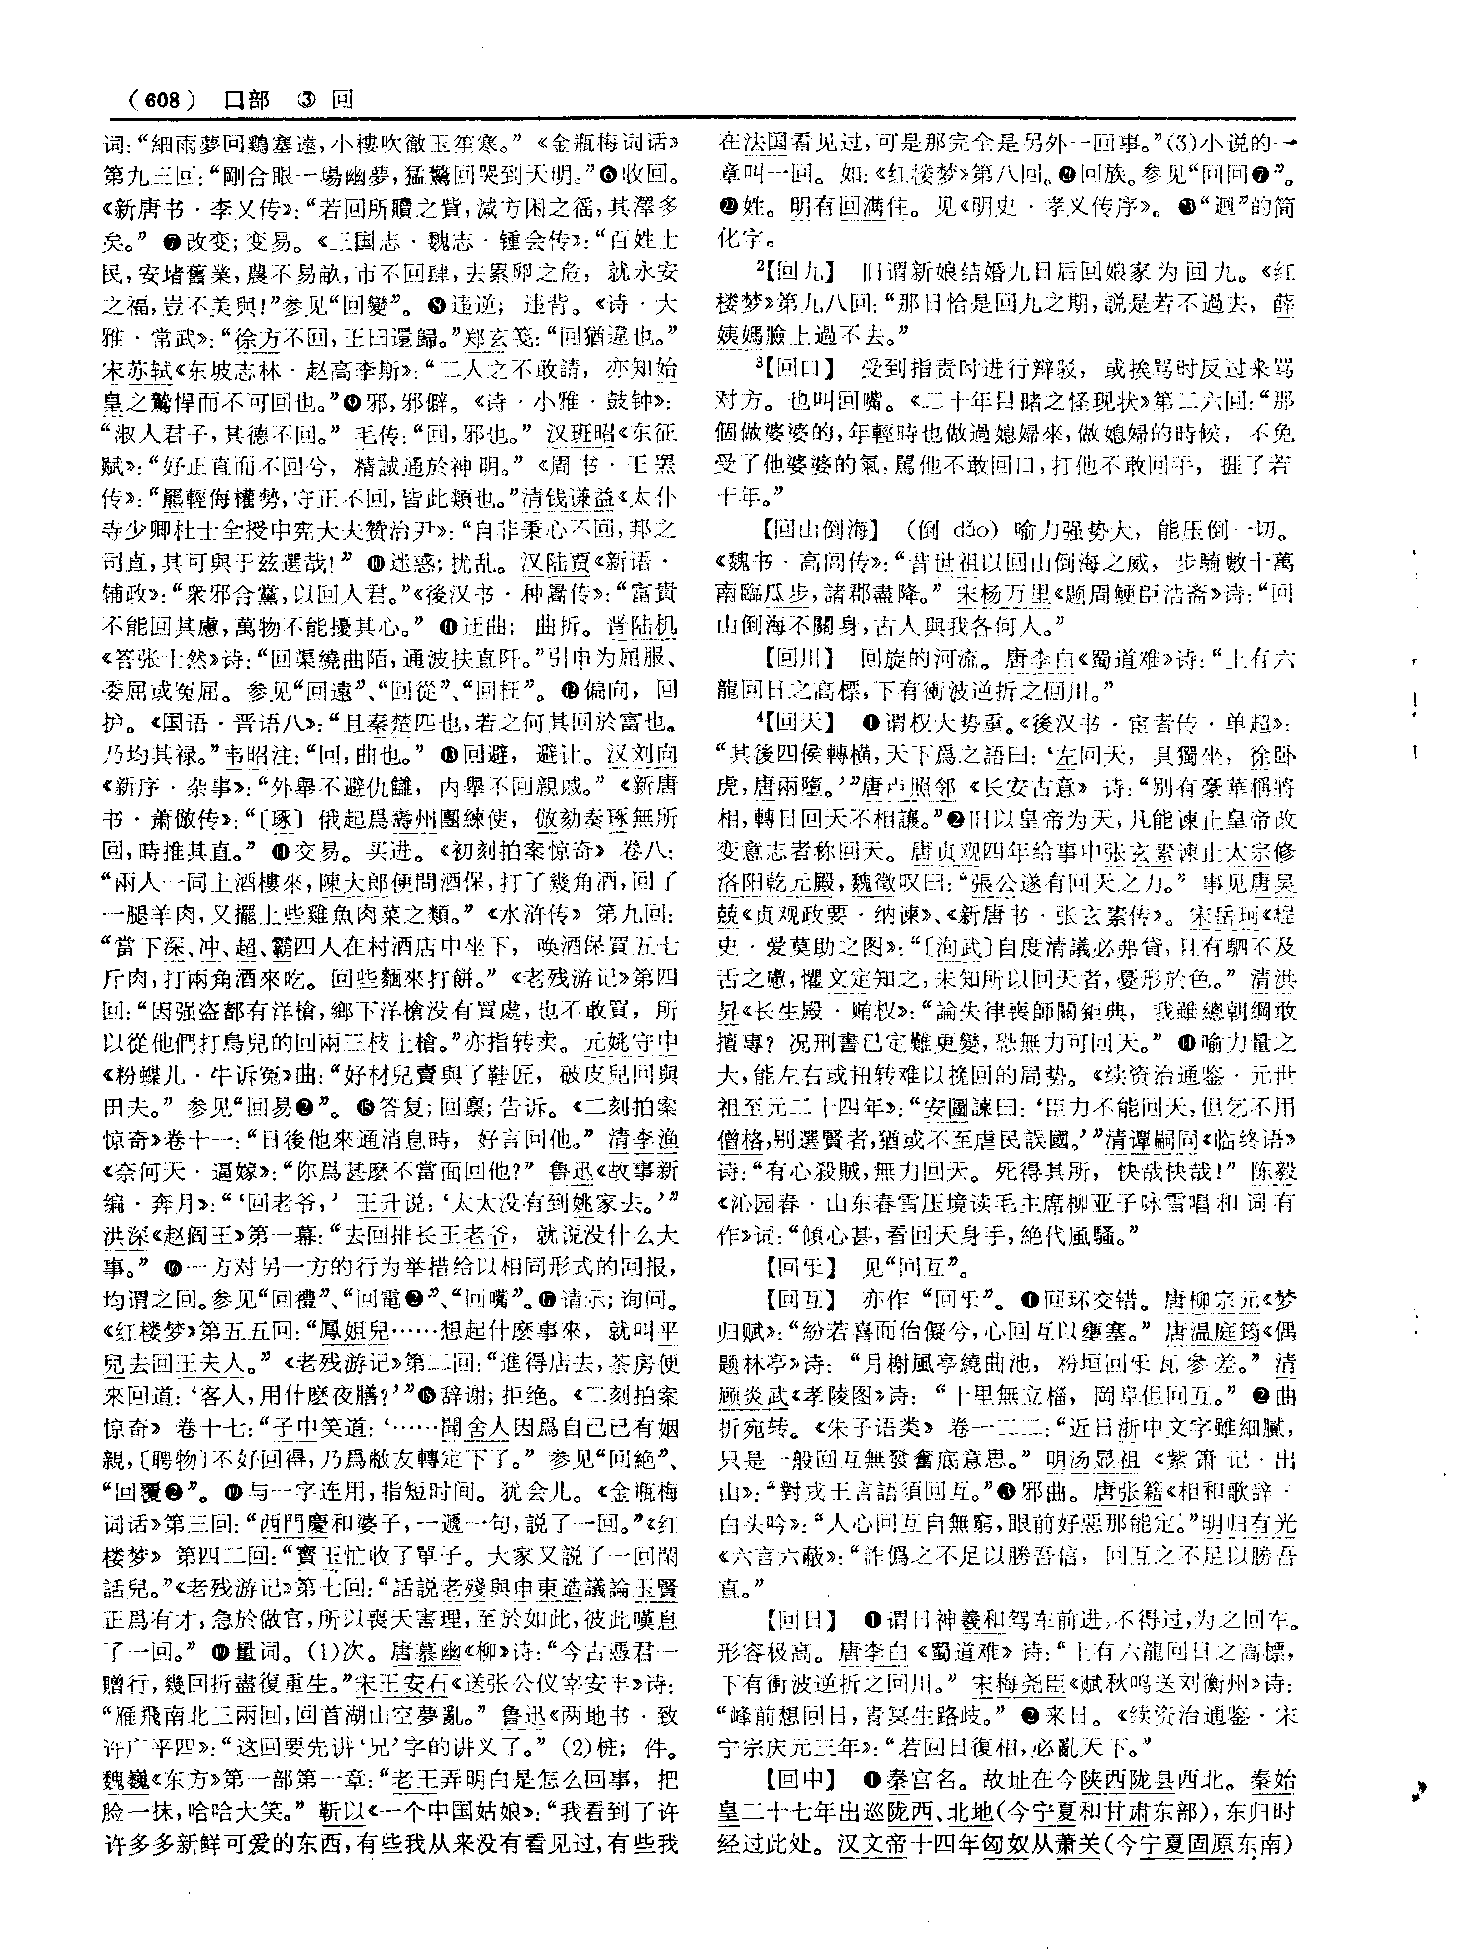 （608） 口部 ③ 回
词：“細雨夢回鷄塞遠，小樓吹徹玉笙寒。”《金瓶梅词话》
第九三回：“剛合眼一場幽夢，猛驚回哭到天明。”❻收回。
《新唐书·李乂传》：“若回所贖之貲，減方困之徭，其澤多
矣。” ❼改变；变易。《三国志·魏志·锺会传》：“百姓士
民，安堵舊業，農不易畝，市不回肆，去累卵之危，就永安
之福，豈不美與！”参见“回變”。❽违逆；违背。《诗·大
雅·常武》：“徐方不回，王曰還歸。”郑玄笺：“回猶違也。”
宋苏轼《东坡志林·赵高李斯》：“二人之不敢請，亦知始
皇之鷙悍而不可回也。”❾邪，邪僻。《诗·小雅·鼓钟》：
“淑人君子，其德不回。” 毛传：“回，邪也。” 汉班昭《东征
赋》：“好正直而不回兮，精誠通於神明。”《周书·王罴
传》：“羆輕侮權勢，守正不回，皆此類也。”清钱谦益《太仆
寺少卿杜士全授中宪大夫赞治尹》：“自非秉心不回，邦之
司直，其可與于兹選哉！” ❿迷惑；扰乱。汉陆贾《新语·
辅政》：“衆邪合黨，以回人君。”《後汉书·种暠传》：“富貴
不能回其慮，萬物不能擾其心。” ⓫迂曲；曲折。晋陆机
《答张士然》诗：“回渠繞曲陌，通波扶直阡。”引申为屈服、
委屈或冤屈。参见“回遠”、“回從”、“回枉”。⓬偏向，回
护。《国语·晋语八》：“且秦楚匹也，若之何其回於富也。
乃均其禄。”韦昭注：“回，曲也。” ⓭回避，避让。汉刘向
《新序·杂事》：“外舉不避仇讎，内舉不回親戚。”《新唐
书·萧倣传》：“〔琢〕俄起爲壽州團練使，倣劾奏琢無所
回，時推其直。” ⓮交易。买进。《初刻拍案惊奇》卷八：
“兩人一同上酒樓來，陳大郎便問酒保，打了幾角酒，回了
一腿羊肉，又擺上些雞魚肉菜之類。”《水浒传》第九回：
“當下深、冲、超、霸四人在村酒店中坐下，唤酒保買五七
斤肉，打兩角酒來吃。回些麵來打餅。”《老残游记》第四
回：“因强盗都有洋槍，鄉下洋槍没有買處，也不敢買，所
以從他們打鳥兒的回兩三枝土槍。”亦指转卖。元姚守中
《粉蝶儿·牛诉冤》曲：“好材兒賣與了鞋匠，破皮兒回與
田夫。” 参见“回易❷”。⓯答复；回禀；告诉。《二刻拍案
惊奇》卷十一：“日後他來通消息時，好言回他。” 清李渔
《奈何天·逼嫁》：“你爲甚麽不當面回他？” 鲁迅《故事新
编·奔月》：“‘回老爷，’王升说：‘太太没有到姚家去。’”
洪深《赵阎王》第一幕：“去回排长王老爷，就说没什么大
事。” ⓰一方对另一方的行为举措给以相同形式的回报，
均谓之回。参见“回禮”、“回電❷”、“回嘴”。⓱请示；询问。
《红楼梦》第五五回：“鳳姐兒……想起什麽事來，就叫平
兒去回王夫人。”《老残游记》第二回：“進得店去，茶房便
來回道：‘客人，用什麽夜膳？’”⓲辞谢；拒绝。《二刻拍案
惊奇》卷十七：“子中笑道：‘……聞舍人因爲自己已有姻
親，〔聘物〕不好回得，乃爲敝友轉定下了。” 参见“回絶”、
“回覆❷”。⓳与一字连用，指短时间。犹会儿。《金瓶梅
词话》第三回：“西門慶和婆子，一遞一句，説了一回。”《红
楼梦》第四二回：“寶玉忙收了單子。大家又説了一回閑
話兒。”《老残游记》第七回：“話説老殘與申東造議論玉賢
正爲有才，急於做官，所以喪天害理，至於如此，彼此嘆息
了一回。” ⓴量词。(1)次。唐慕幽《柳》诗：“今古憑君一
贈行，幾回折盡復重生。”宋王安石《送张公仪宰安丰》诗：
“雁飛南北三兩回，回首湖山空夢亂。” 鲁迅《两地书·致
许广平四》：“这回要先讲‘兄’字的讲义了。” (2)桩；件。
魏巍《东方》第一部第一章：“老王弄明白是怎么回事，把
脸一抹，哈哈大笑。” 靳以《一个中国姑娘》：“我看到了许
许多多新鲜可爱的东西，有些我从来没有看见过，有些我
在法国看见过，可是那完全是另外一回事。”(3)小说的一
章叫一回。如：《红楼梦》第八回。㉑回族。参见“回回❼”。
㉒姓。明有回满住。见《明史·孝义传序》。㉓“迴”的简
化字。
²【回九】 旧谓新娘结婚九日后回娘家为回九。《红
楼梦》第九八回：“那日恰是回九之期，説是若不過去，薛
姨媽臉上過不去。”
³【回口】 受到指责时进行辩驳，或挨骂时反过来骂
对方。也叫回嘴。《二十年目睹之怪现状》第二六回：“那
個做婆婆的，年輕時也做過媳婦來，做媳婦的時候，不免
受了他婆婆的氣，駡他不敢回口，打他不敢回手，捱了若
干年。”
【回山倒海】 （倒 dǎo）喻力强势大，能压倒一切。
《魏书·高闾传》：“昔世祖以回山倒海之威，步騎數十萬
南臨瓜步，諸郡盡降。” 宋杨万里《题周鲠臣浩斋》诗：“回
山倒海不關身，古人與我各何人。”
【回川】 回旋的河流。唐李白《蜀道难》诗：“上有六
龍回日之高標，下有衝波逆折之回川。”
⁴【回天】 ❶谓权大势重。《後汉书·宦者传·单超》：
“其後四侯轉横，天下爲之語曰：‘左回天，具獨坐，徐卧
虎，唐兩墮。’”唐卢照邻《长安古意》诗：“别有豪華稱將
相，轉日回天不相讓。”❷旧以皇帝为天，凡能谏止皇帝改
变意志者称回天。唐贞观四年给事中张玄素谏止太宗修
洛阳乾元殿，魏徵叹曰：“張公遂有回天之力。” 事见唐吴
兢《贞观政要·纳谏》、《新唐书·张玄素传》。宋岳珂《桯
史·爱莫助之图》：“〔洵武〕自度清議必弗貸，且有駟不及
舌之慮，懼文定知之，未知所以回天者，憂形於色。” 清洪
昇《长生殿·贿权》：“論失律喪師關鉅典，我雖總朝綱敢
擅專？况刑書已定難更變，恐無力可回天。” ❸喻力量之
大，能左右或扭转难以挽回的局势。《续资治通鉴·元世
祖至元二十四年》：“安圖諫曰：‘臣力不能回天，但乞不用
僧格，别選賢者，猶或不至虐民誤國。’”清谭嗣同《临终语》
诗：“有心殺賊，無力回天。死得其所，快哉快哉！” 陈毅
《沁园春·山东春雪压境读毛主席柳亚子咏雪唱和词有
作》词：“傾心甚，看回天身手，絶代風騷。”
【回乐】 见“回互”。
【回互】 亦作“回㸦”。❶回环交错。唐柳宗元《梦
归赋》：“紛若喜而佁儗兮，心回互以壅塞。” 唐温庭筠《偶
题林亭》诗：“月榭風亭繞曲池，粉垣回㸦瓦參差。” 清
顾炎武《孝陵图》诗：“十里無立樁，岡阜但回互。” ❷曲
折宛转。《朱子语类》卷一二二：“近日浙中文字雖細膩，
只是一般回互無發奮底意思。” 明汤显祖《紫箫记·出
山》：“對戎王言語須回互。”❸邪曲。唐张籍《相和歌辞·
白头吟》：“人心回互自無窮，眼前好惡那能定。”明归有光
《六言六蔽》：“詐僞之不足以勝吾信，回互之不足以勝吾
直。”
【回日】 ❶谓日神羲和驾车前进，不得过，为之回车。
形容极高。唐李白《蜀道难》诗：“上有六龍回日之高標，
下有衝波逆折之回川。” 宋梅尧臣《赋秋鸣送刘衡州》诗：
“峰前想回日，青冥生路歧。” ❷来日。《续资治通鉴·宋
宁宗庆元三年》：“若回日復相，必亂天下。”
【回中】 ❶秦宫名。故址在今陕西陇县西北。秦始
皇二十七年出巡陇西、北地（今宁夏和甘肃东部），东归时
经过此处。汉文帝十四年匈奴从萧关（今宁夏固原东南）